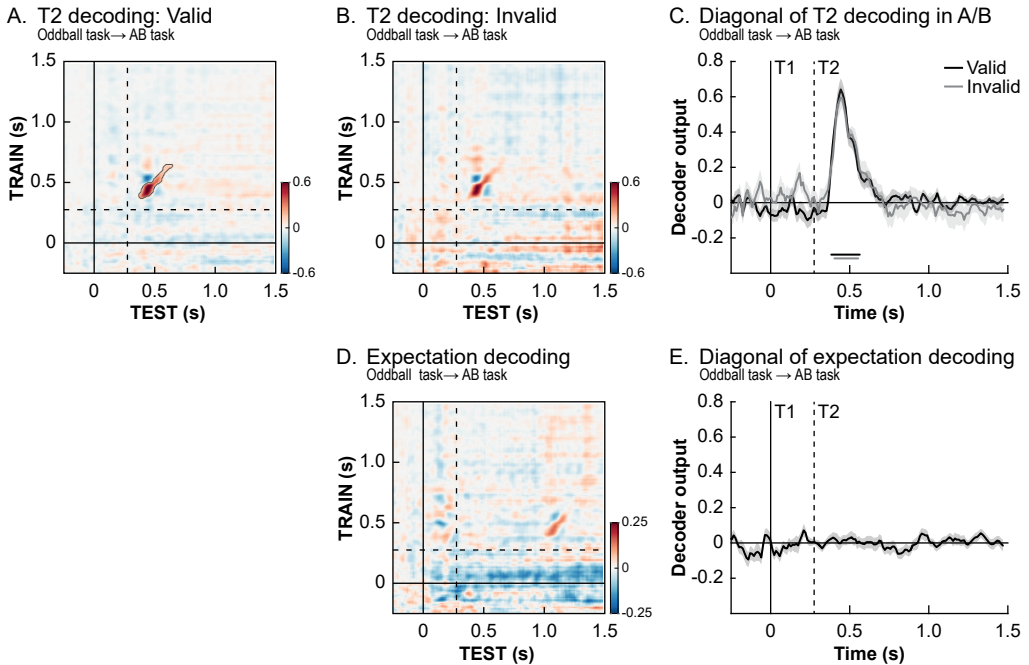 A. T2 decoding: Valid
Oddball task → AB task
1.5
1.0
0.5
0
TRAIN (s)
0.6
0
-0.6
0
0.5
1.0
1.5
TEST (s)
B. T2 decoding: Invalid
Oddball task → AB task
1.5
1.0
0.5
0
TRAIN (s)
0.6
0
-0.6
0
0.5
1.0
1.5
TEST (s)
C. Diagonal of T2 decoding in A/B
Oddball task → AB task
T1
T2
Valid
Invalid
0.8
0.6
0.4
0.2
0
-0.2
Decoder output
0
0.5
1.0
1.5
Time (s)
D. Expectation decoding
Oddball task → AB task
1.5
1.0
0.5
0
TRAIN (s)
0.25
0
-0.25
0
0.5
1.0
1.5
TEST (s)
E. Diagonal of expectation decoding
Oddball task → AB task
T1
T2
0.8
0.6
0.4
0.2
0
-0.2
Decoder output
0
0.5
1.0
1.5
Time (s)